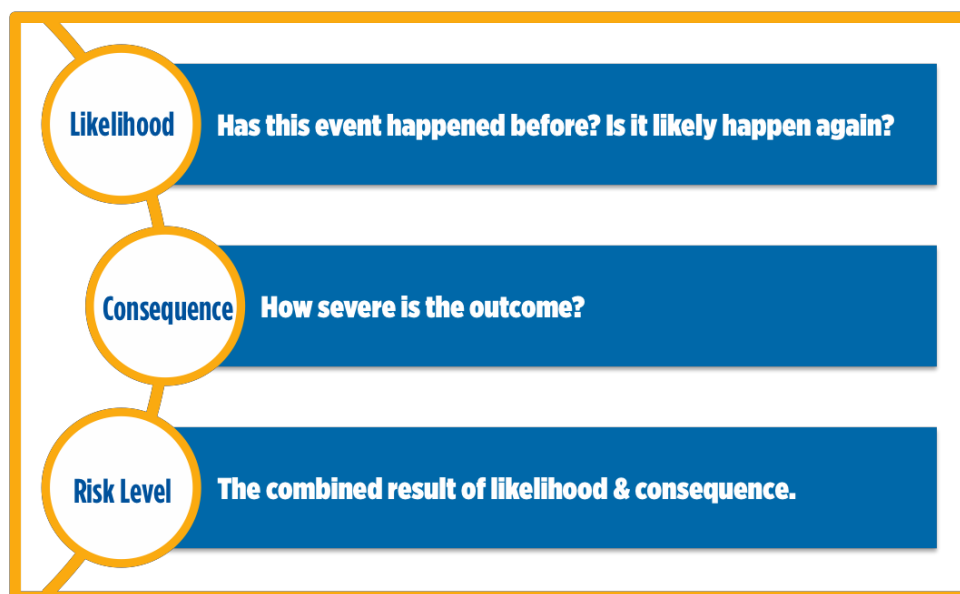 Likelihood
Has this event happened before? Is it likely happen again?
Consequence
How severe is the outcome?
Risk Level
The combined result of likelihood & consequence.